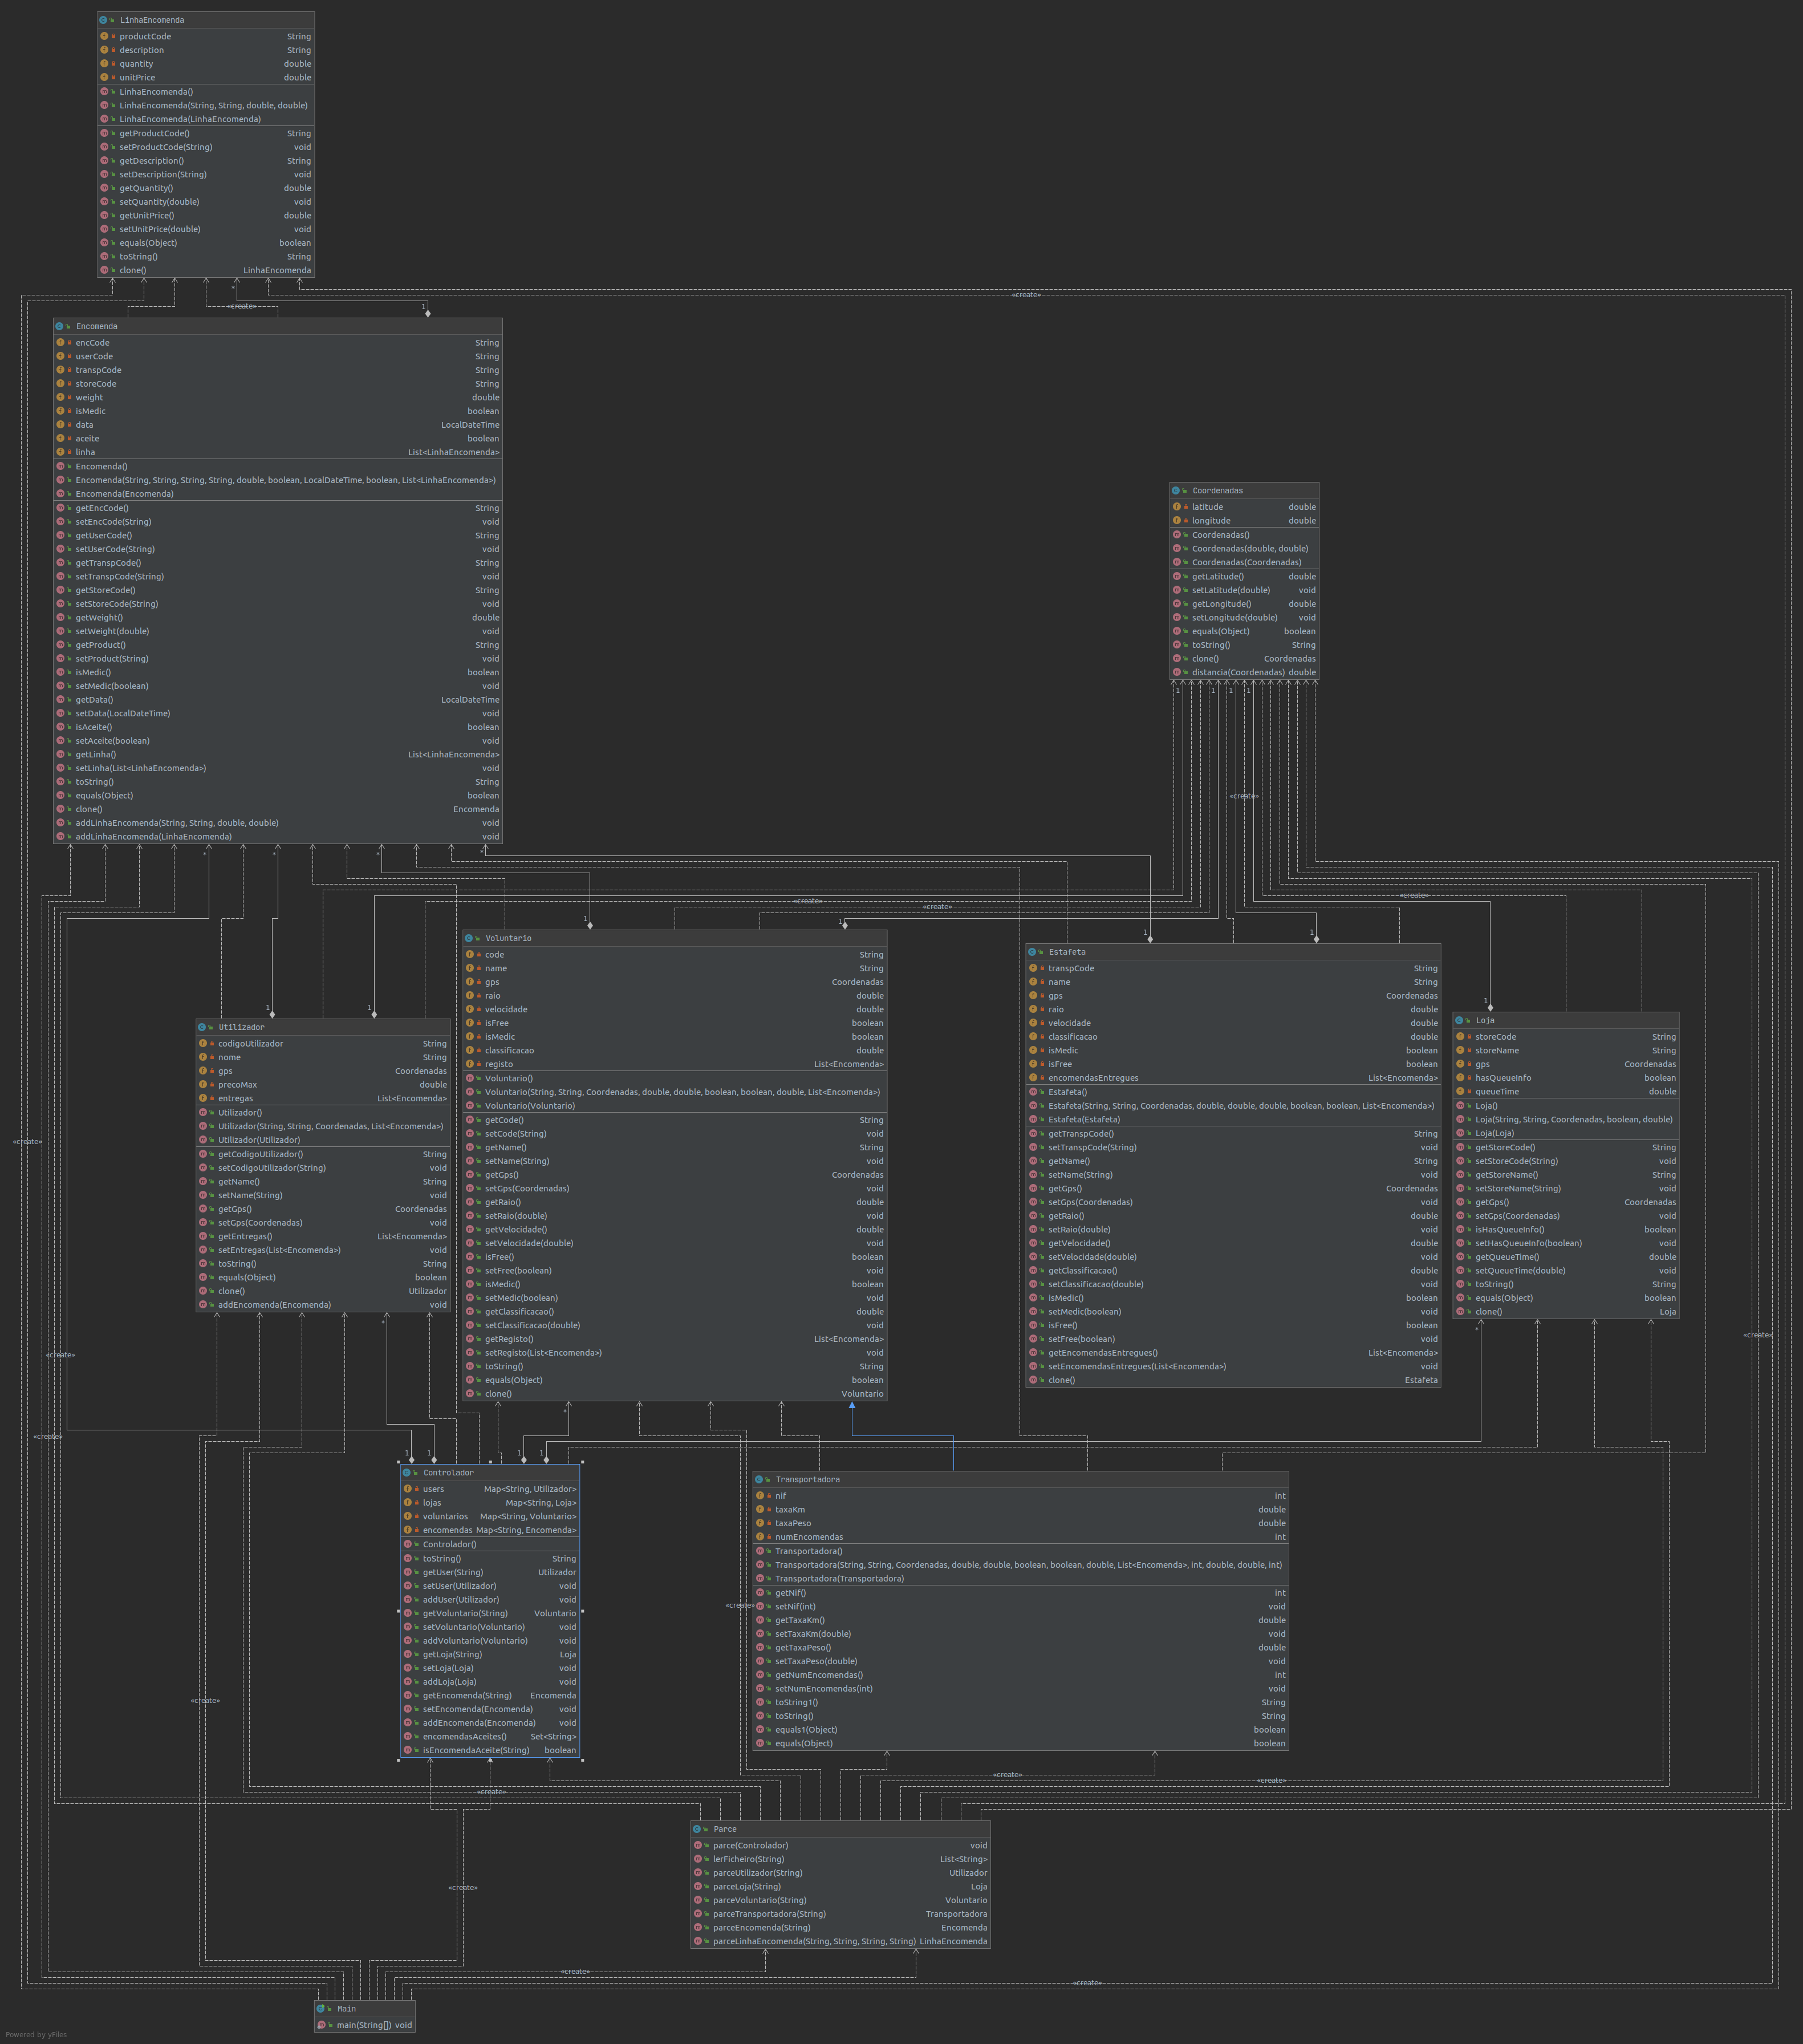 LinhaEncomenda
productCode String
description String
quantity double
unitPrice double
LinhaEncomenda()
LinhaEncomenda(String, String, double, double)
LinhaEncomenda(LinhaEncomenda)
getProductCode() String
setProductCode(String) void
getDescription() String
setDescription(String) void
getQuantity() double
setQuantity(double) void
getUnitPrice() double
setUnitPrice(double) void
equals(Object) boolean
toString() String
clone() LinhaEncomenda
*
«create»
«create»
1
Encomenda
encCode String
userCode String
transpCode String
storeCode String
weight double
isMedic boolean
data LocalDateTime
aceite boolean
linha List<LinhaEncomenda>
Encomenda()
Encomenda(String, String, String, String, double, boolean, LocalDateTime, boolean, List<LinhaEncomenda>)
Encomenda(Encomenda)
getEncCode() String
setEncCode(String) void
getUserCode() String
setUserCode(String) void
getTranspCode() String
setTranspCode(String) void
getStoreCode() String
setStoreCode(String) void
getWeight() double
setWeight(double) void
getProduct() String
setProduct(String) void
isMedic() boolean
setMedic(boolean) void
getData() LocalDateTime
setData(LocalDateTime) void
isAceite() boolean
setAceite(boolean) void
getLinha() List<LinhaEncomenda>
setLinha(List<LinhaEncomenda>) void
toString() String
equals(Object) boolean
clone() Encomenda
addLinhaEncomenda(String, String, double, double) void
addLinhaEncomenda(LinhaEncomenda) void
Coordenadas
latitude double
longitude double
Coordenadas()
Coordenadas(double, double)
Coordenadas(Coordenadas)
getLatitude() double
setLatitude(double) void
getLongitude() double
setLongitude(double) void
equals(Object) boolean
toString() String
clone() Coordenadas
distancia(Coordenadas) double
1 1 1 1
«create»
* * * *
«create»
«create»
«create»
1 1 1 1
Voluntario
code String
name String
gps Coordenadas
raio double
velocidade double
isFree boolean
isMedic boolean
classificacao double
registo List<Encomenda>
Voluntario()
Voluntario(String, String, Coordenadas, double, double, boolean, boolean, double, List<Encomenda>)
Voluntario(Voluntario)
getCode() String
setCode(String) void
getName() String
setName(String) void
getGps() Coordenadas
setGps(Coordenadas) void
getRaio() double
setRaio(double) void
getVelocidade() double
setVelocidade(double) void
isFree() boolean
setFree(boolean) void
isMedic() boolean
setMedic(boolean) void
getClassificacao() double
setClassificacao(double) void
getRegisto() List<Encomenda>
setRegisto(List<Encomenda>) void
toString() String
equals(Object) boolean
clone() Voluntario
Estafeta
transpCode String
name String
gps Coordenadas
raio double
velocidade double
classificacao double
isMedic boolean
isFree boolean
encomendasEntregues List<Encomenda>
Estafeta()
Estafeta(String, String, Coordenadas, double, double, double, boolean, boolean, List<Encomenda>)
Estafeta(Estafeta)
getTranspCode() String
setTranspCode(String) void
getName() String
setName(String) void
getGps() Coordenadas
setGps(Coordenadas) void
getRaio() double
setRaio(double) void
getVelocidade() double
setVelocidade(double) void
getClassificacao() double
setClassificacao(double) void
isMedic() boolean
setMedic(boolean) void
isFree() boolean
setFree(boolean) void
getEncomendasEntregues() List<Encomenda>
setEncomendasEntregues(List<Encomenda>) void
clone() Estafeta
1
Loja
storeCode String
storeName String
gps Coordenadas
hasQueueInfo boolean
queueTime double
Loja()
Loja(String, String, Coordenadas, boolean, double)
Loja(Loja)
getStoreCode() String
setStoreCode(String) void
getStoreName() String
setStoreName(String) void
getGps() Coordenadas
setGps(Coordenadas) void
isHasQueueInfo() boolean
setHasQueueInfo(boolean) void
getQueueTime() double
setQueueTime(double) void
toString() String
equals(Object) boolean
clone() Loja
1 1
Utilizador
codigoUtilizador String
nome String
gps Coordenadas
precoMax double
entregas List<Encomenda>
Utilizador()
Utilizador(String, String, Coordenadas, List<Encomenda>)
Utilizador(Utilizador)
getCodigoUtilizador() String
setCodigoUtilizador(String) void
getName() String
setName(String) void
getGps() Coordenadas
setGps(Coordenadas) void
getEntregas() List<Encomenda>
setEntregas(List<Encomenda>) void
toString() String
equals(Object) boolean
clone() Utilizador
addEncomenda(Encomenda) void
«create»
«create»
«create»
«create»
* * *
1 1 1 1
Controlador
users Map<String, Utilizador>
lojas Map<String, Loja>
voluntarios Map<String, Voluntario>
encomendas Map<String, Encomenda>
Controlador()
toString() String
getUser(String) Utilizador
setUser(Utilizador) void
addUser(Utilizador) void
getVoluntario(String) Voluntario
setVoluntario(Voluntario) void
addVoluntario(Voluntario) void
getLoja(String) Loja
setLoja(Loja) void
addLoja(Loja) void
getEncomenda(String) Encomenda
setEncomenda(Encomenda) void
addEncomenda(Encomenda) void
encomendasAceites() Set<String>
isEncomendaAceite(String) boolean
Transportadora
nif int
taxaKm double
taxaPeso double
numEncomendas int
Transportadora()
Transportadora(String, String, Coordenadas, double, double, boolean, boolean, double, List<Encomenda>, int, double, double, int)
Transportadora(Transportadora)
getNif() int
setNif(int) void
getTaxaKm() double
setTaxaKm(double) void
getTaxaPeso() double
setTaxaPeso(double) void
getNumEncomendas() int
setNumEncomendas(int) void
toString1() String
toString() String
equals1(Object) boolean
equals(Object) boolean
«create»
«create»
«create»
«create»
«create»
«create»
Parce
parce(Controlador) void
lerFicheiro(String) List<String>
parceUtilizador(String) Utilizador
parceLoja(String) Loja
parceVoluntario(String) Voluntario
parceTransportadora(String) Transportadora
parceEncomenda(String) Encomenda
parceLinhaEncomenda(String, String, String, String) LinhaEncomenda
«create»
«create»
Main
main(String[]) void
Powered by yFiles